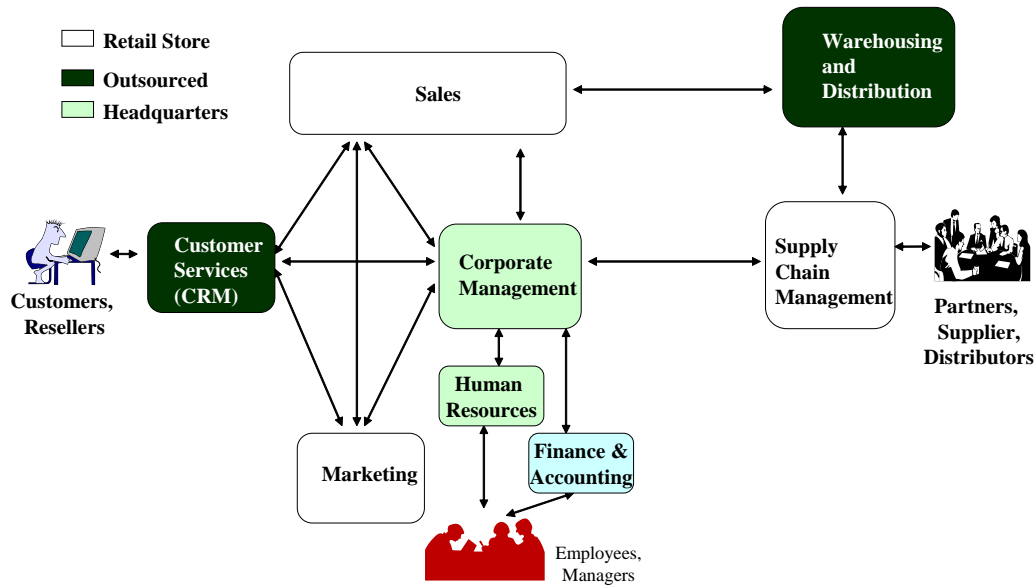 Retail Store
Outsourced
Headquarters
Sales
Warehousing
and
Distribution
Customer
Services
(CRM)
Corporate
Management
Supply
Chain
Management
Customers,
Resellers
Partners,
Supplier,
Distributors
Human
Resources
Finance &
Accounting
Marketing
Employees,
Managers